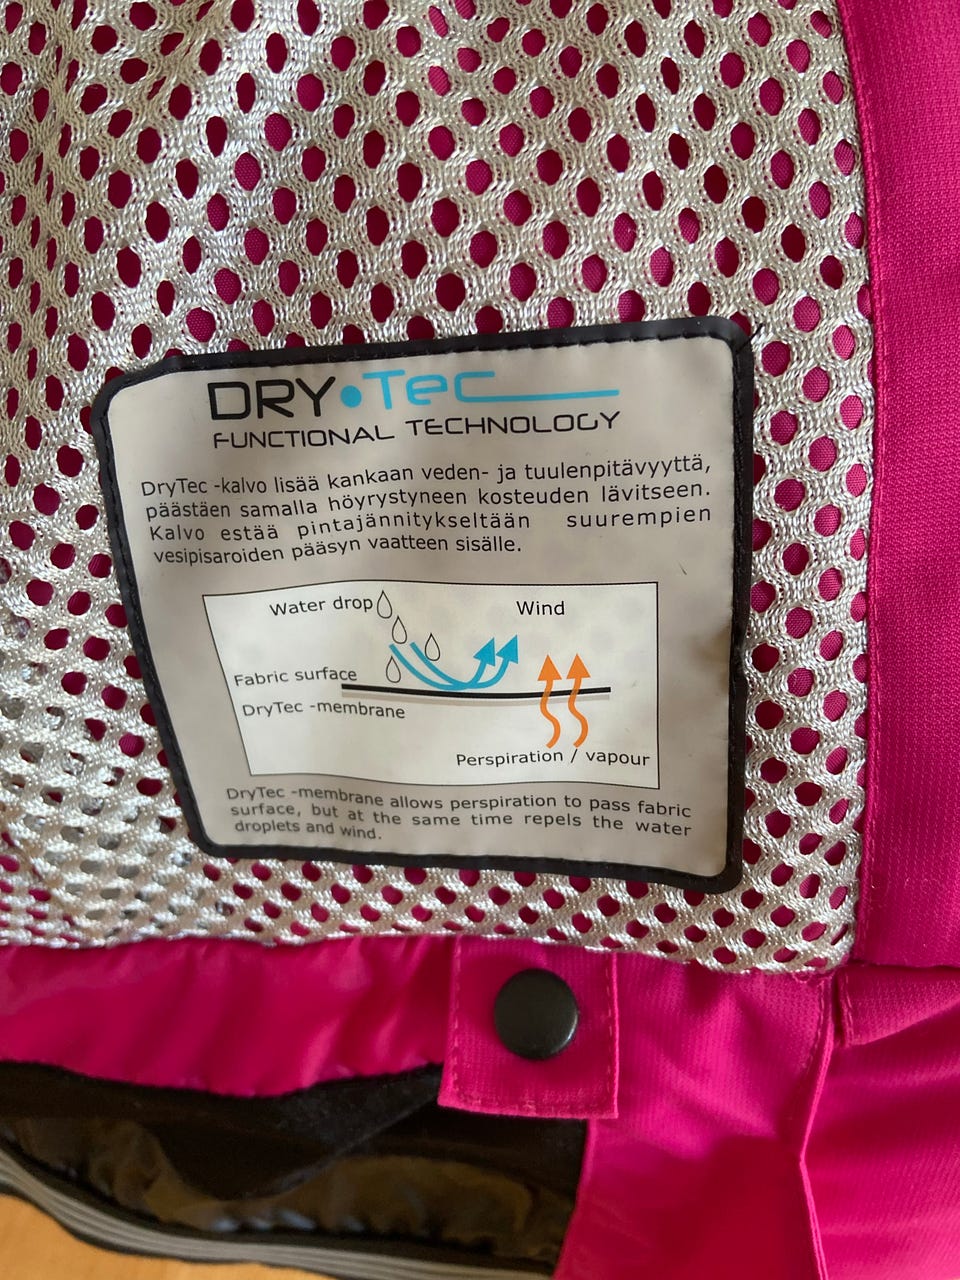 DRY•TEC
FUNCTIONAL TECHNOLOGY
DryTec -kalvo lisää kankaan veden- ja tuulenpitävyyttä,
päästäen samalla höyrystyneen kosteuden lävitseen.
Kalvo estää pintajännitykseltään suurempien
vesipisaroiden pääsyn vaatteen sisälle.
Water drop
Wind
Fabric surface
DryTec -membrane
Perspiration / vapour
DryTec -membrane allows perspiration to pass fabric
surface, but at the same time repels the water
droplets and wind.